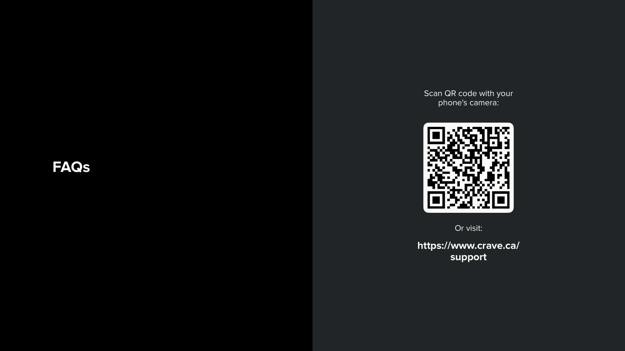 FAQs
Scan QR code with your
phone's camera:
Or visit:
https://www.crave.ca/
support